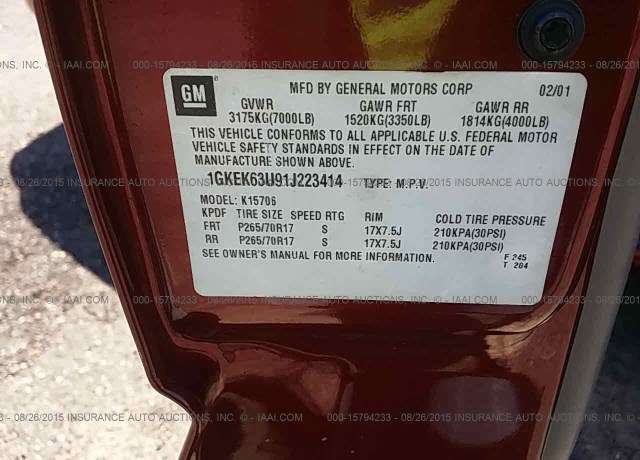 GM
MFD BY GENERAL MOTORS CORP 02/01
GVWR GAWR FRT GAWR RR
3175KG(7000LB) 1520KG(3350LB) 1814KG(4000LB)
THIS VEHICLE CONFORMS TO ALL APPLICABLE U.S. FEDERAL MOTOR
VEHICLE SAFETY STANDARDS IN EFFECT ON THE DATE OF
MANUFACTURE SHOWN ABOVE.
1GKEK63U91J223414 TYPE: M.P.V.
MODEL: K15706
KPDF TIRE SIZE SPEED RTG RIM COLD TIRE PRESSURE
FRT P265/70R17 S 17X7.5J 210KPA(30PSI)
RR P265/70R17 S 17X7.5J 210KPA(30PSI)
SEE OWNER'S MANUAL FOR MORE INFORMATION.
F 245
T 204
000-15794233 - 08/26/2015 INSURANCE AUTO AUCTIONS, INC. © - IAAI.COM